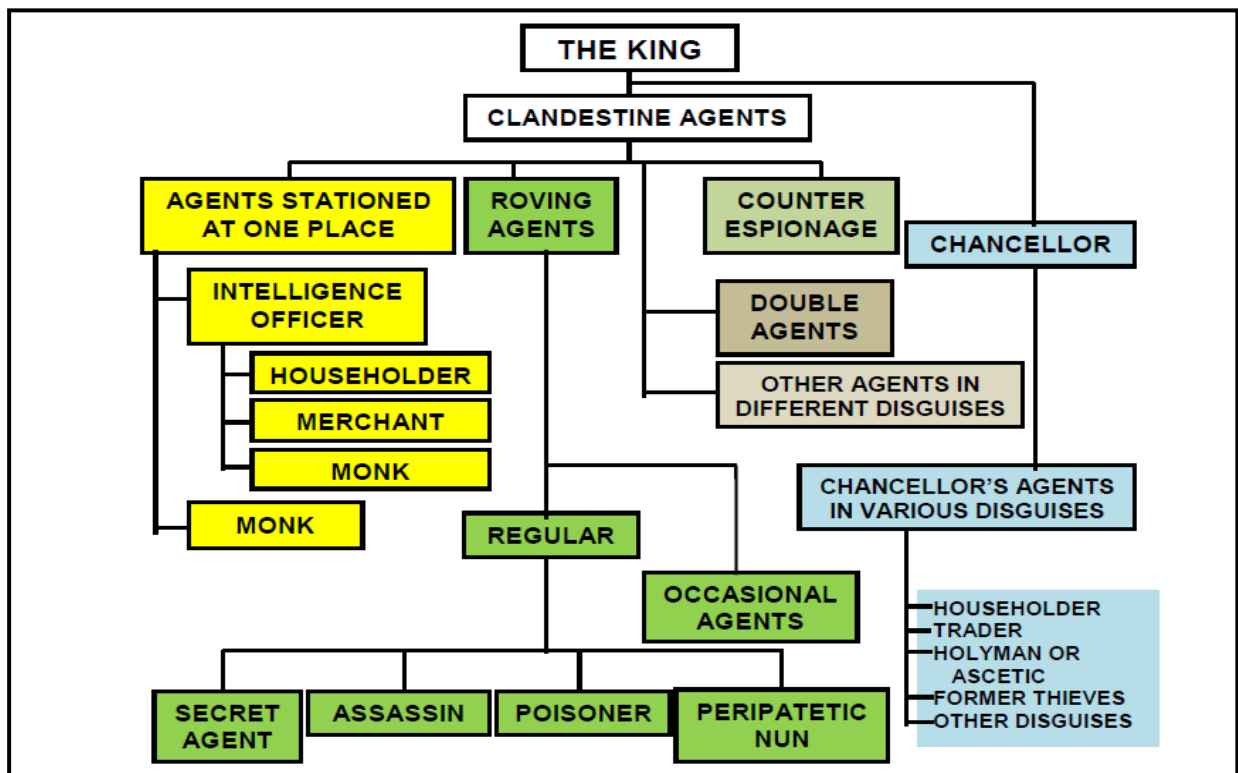 THE KING
CLANDESTINE AGENTS
AGENTS STATIONED
AT ONE PLACE
ROVING
AGENTS
COUNTER
ESPIONAGE
CHANCELLOR
INTELLIGENCE
OFFICER
HOUSEHOLDER
MERCHANT
MONK
MONK
DOUBLE
AGENTS
OTHER AGENTS IN
DIFFERENT DISGUISES
CHANCELLOR'S AGENTS
IN VARIOUS DISGUISES
REGULAR
OCCASIONAL
AGENTS
SECRET
AGENT
ASSASSIN
POISONER
PERIPATETIC
NUN
HOUSEHOLDER
TRADER
HOLYMAN OR
ASCETIC
FORMER THIEVES
OTHER DISGUISES